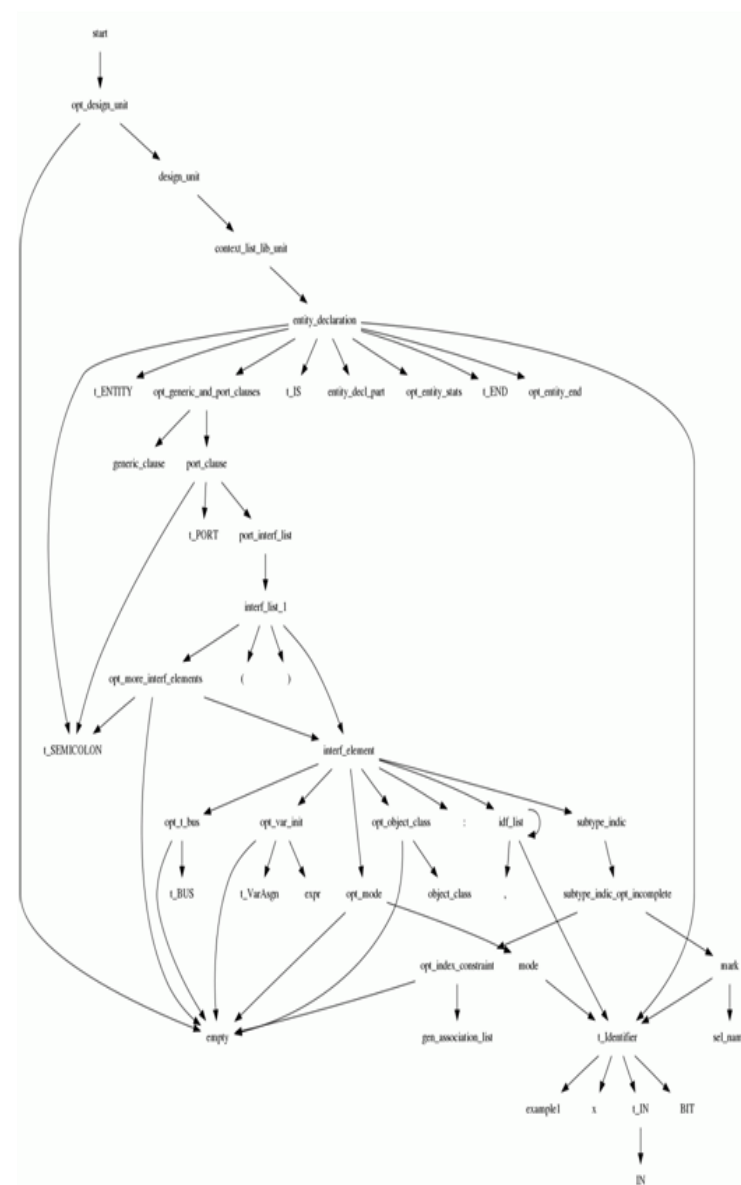 start
opt_design_unit
design_unit
context_list_lib_unit
entity_declaration
t_ENTITY opt_generic_and_port_clauses t_IS entity_decl_part opt_entity_stats t_END opt_entity_end
generic_clause port_clause
t_PORT port_interf_list
interf_list_1
opt_more_interf_elements ( )
t_SEMICOLON interf_element
opt_t_bus opt_var_init opt_object_class : idf_list subtype_indic
t_BUS t_VarAsgn expr opt_mode object_class , subtype_indic_opt_incomplete
opt_index_constraint mode mark
empty gen_association_list t_Identifier sel_nam
example1 x t_IN BIT
IN